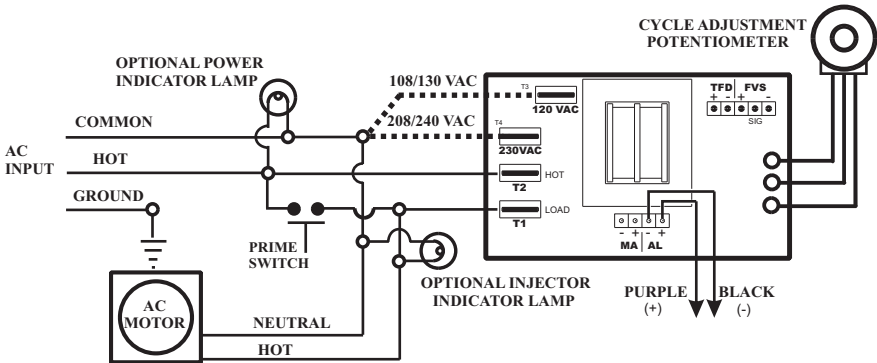 CYCLE ADJUSTMENT
POTENTIOMETER
OPTIONAL POWER
INDICATOR LAMP
108/130 VAC
T3
120 VAC
TFD FVS
+ - + -
SIG
COMMON
208/240 VAC
T4
230VAC
AC
INPUT
HOT
HOT
T2
GROUND
LOAD
T1
- + - +
MA AL
PRIME
SWITCH
OPTIONAL INJECTOR
INDICATOR LAMP
PURPLE
(+)
BLACK
(-)
AC
MOTOR
NEUTRAL
HOT